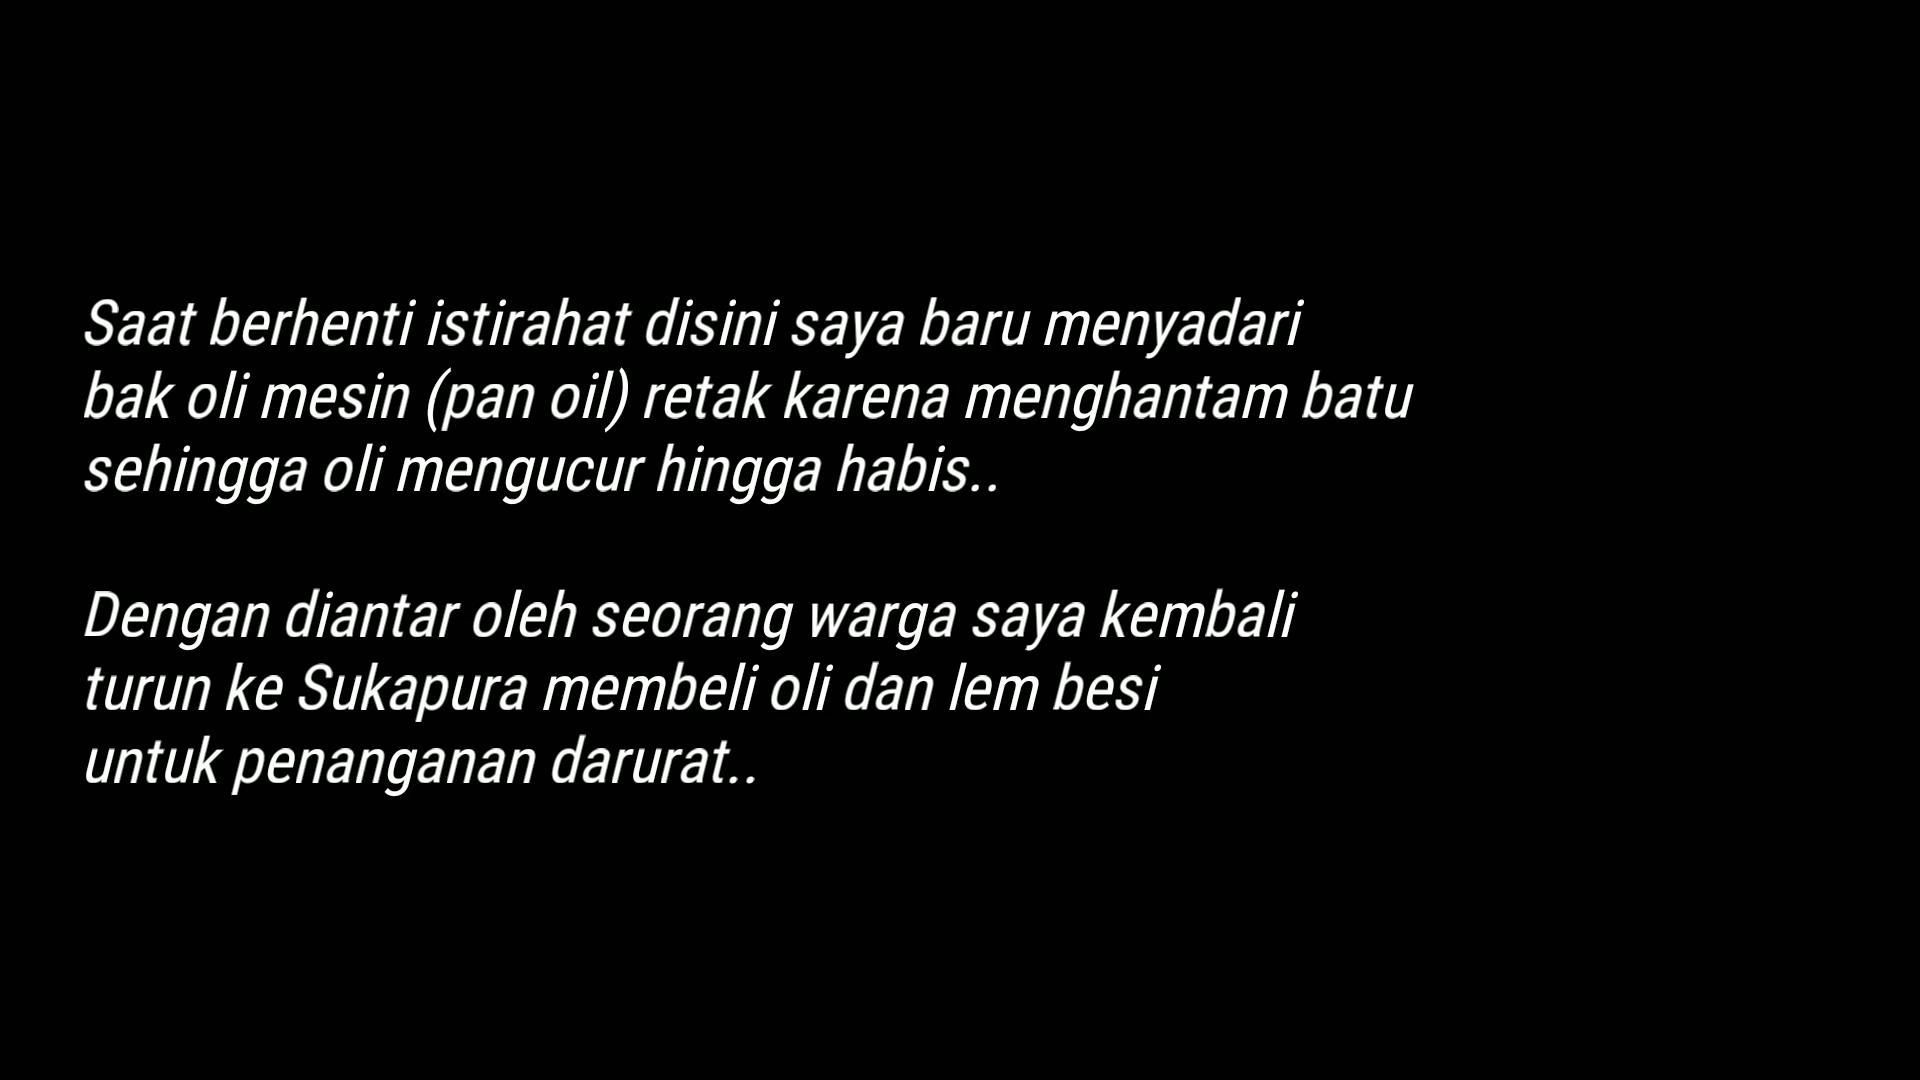 Saat berhenti istirahat disini saya baru menyadari
bak oli mesin (pan oil) retak karena menghantam batu
sehingga oli mengucur hingga habis..
Dengan diantar oleh seorang warga saya kembali
turun ke Sukapura membeli oli dan lem besi
untuk penanganan darurat..